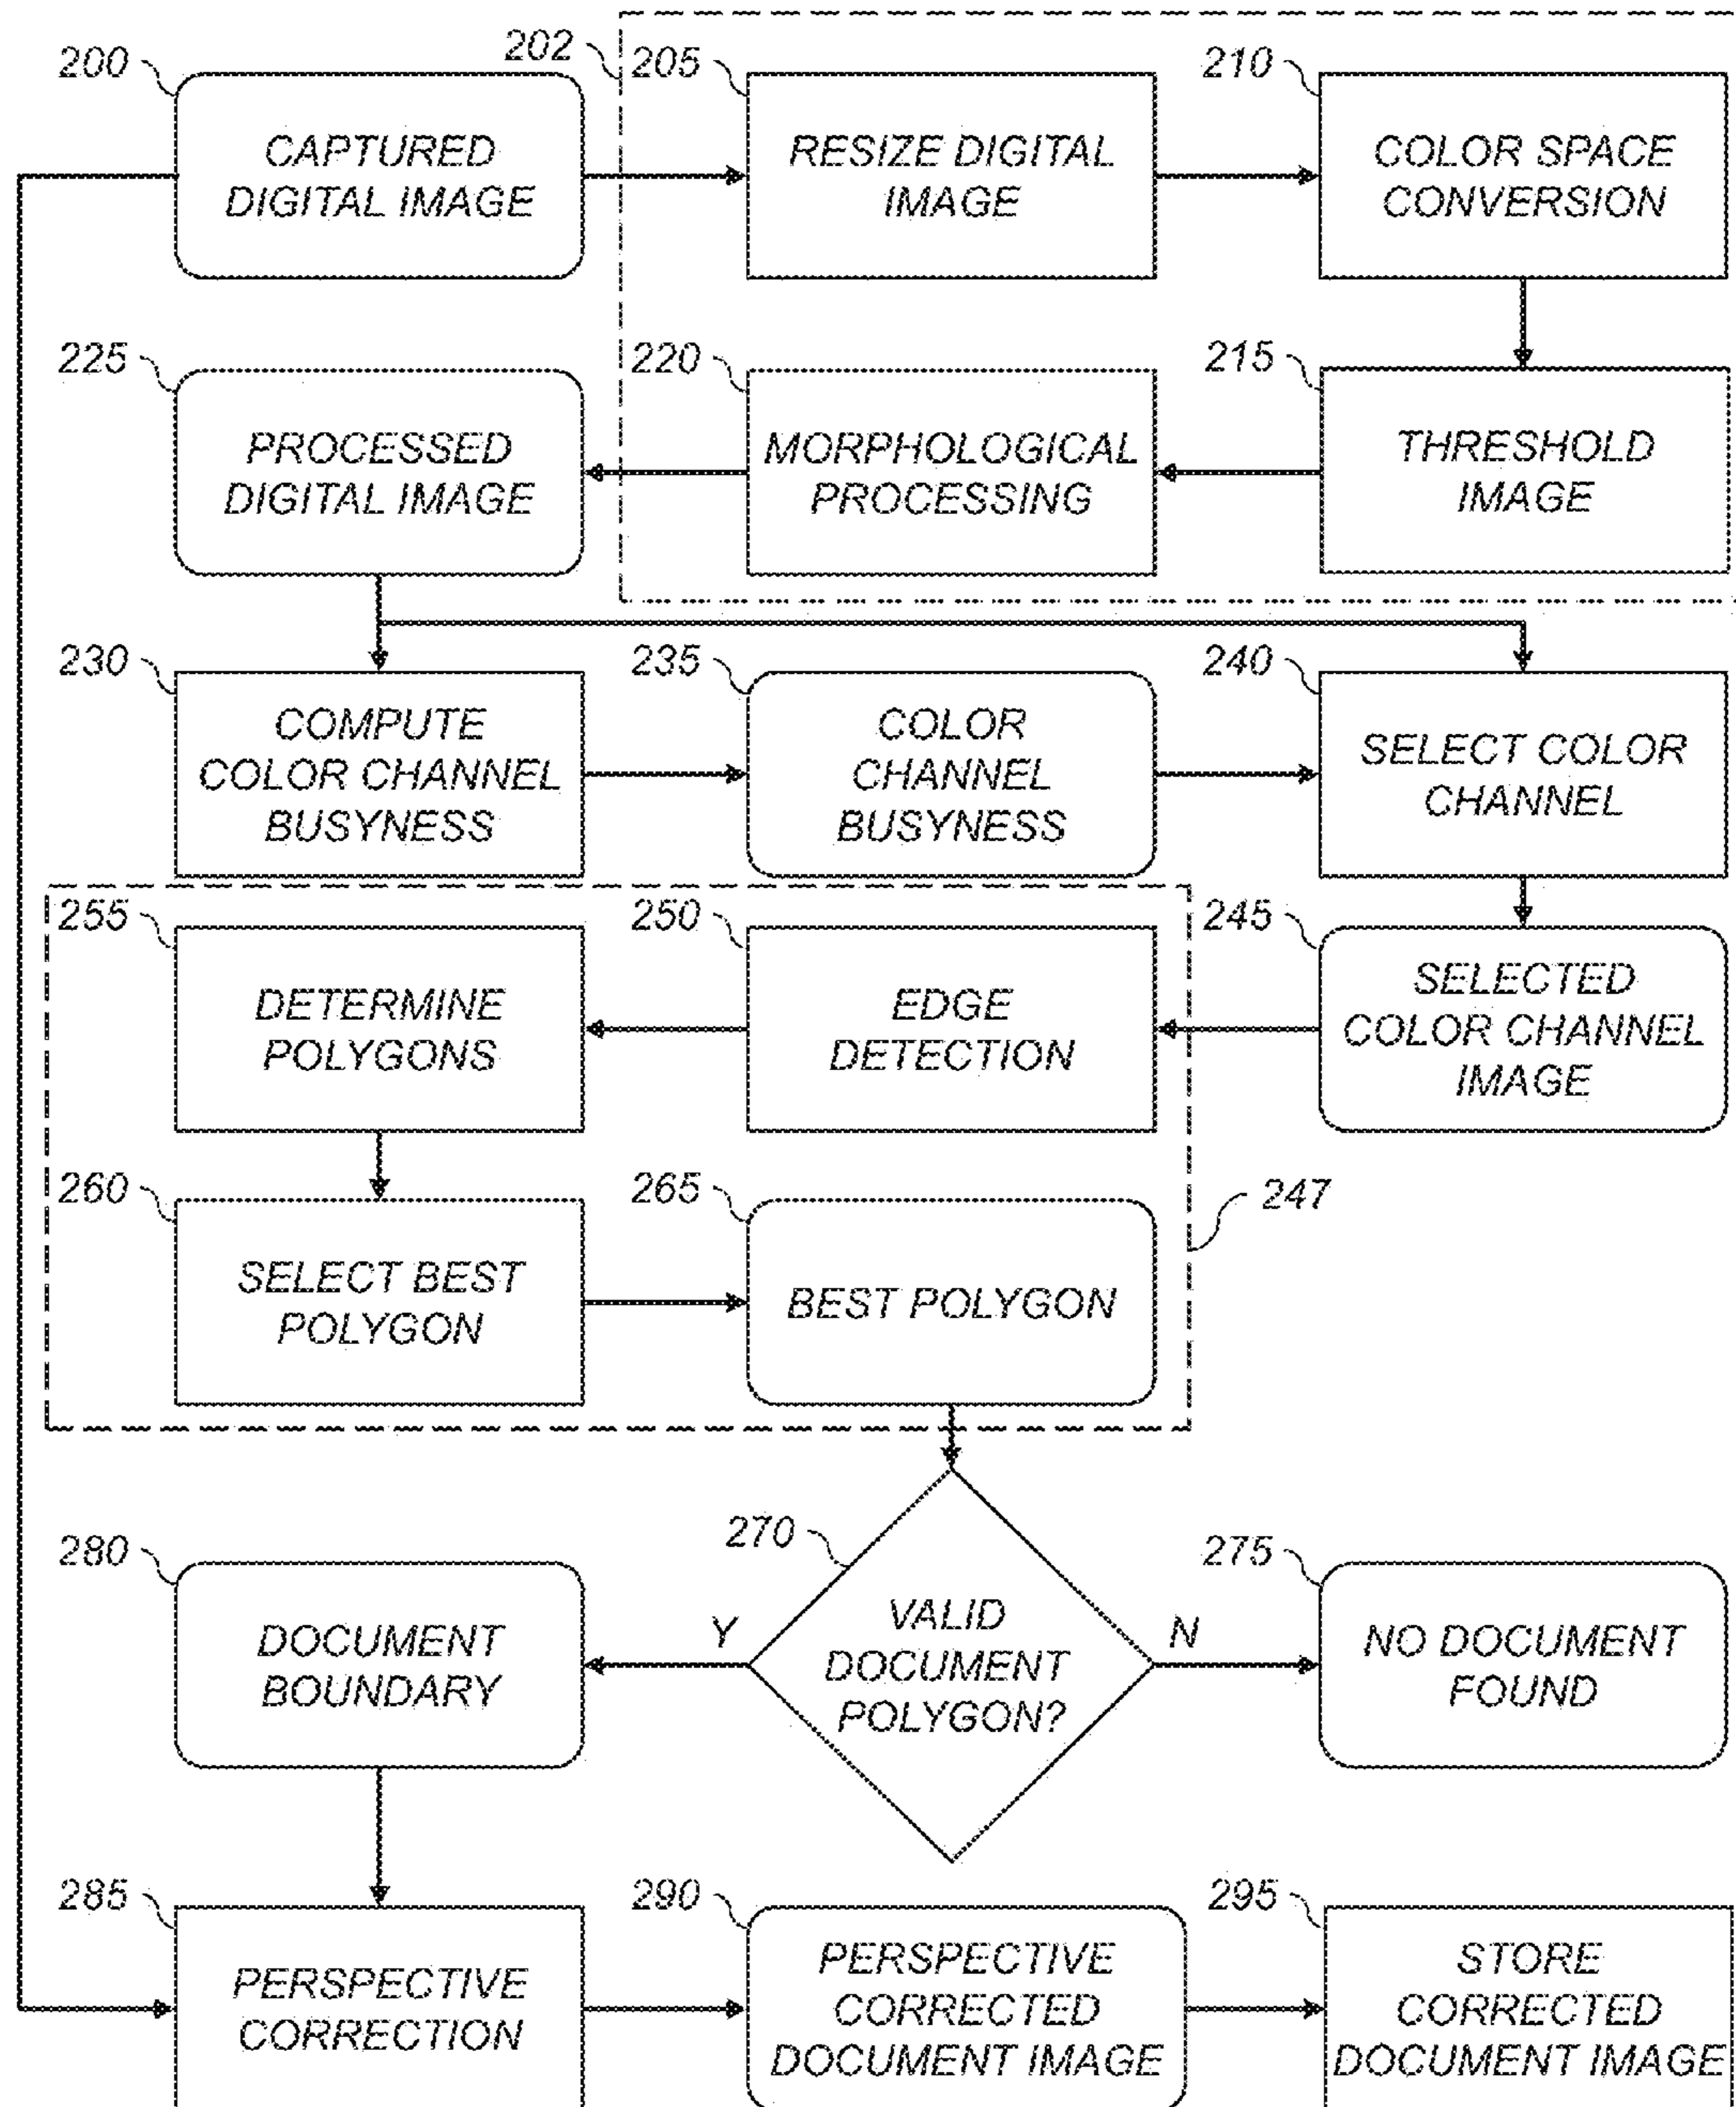 200
CAPTURED
DIGITAL IMAGE
202
205
RESIZE DIGITAL
IMAGE
210
COLOR SPACE
CONVERSION
225
PROCESSED
DIGITAL IMAGE
220
MORPHOLOGICAL
PROCESSING
215
THRESHOLD
IMAGE
230
COMPUTE
COLOR CHANNEL
BUSYNESS
235
COLOR
CHANNEL
BUSYNESS
240
SELECT COLOR
CHANNEL
255
DETERMINE
POLYGONS
250
EDGE
DETECTION
245
SELECTED
COLOR CHANNEL
IMAGE
260
SELECT BEST
POLYGON
265
BEST POLYGON
247
280
DOCUMENT
BOUNDARY
Y
270
VALID
DOCUMENT
POLYGON?
N
275
NO DOCUMENT
FOUND
285
PERSPECTIVE
CORRECTION
290
PERSPECTIVE
CORRECTED
DOCUMENT IMAGE
295
STORE
CORRECTED
DOCUMENT IMAGE